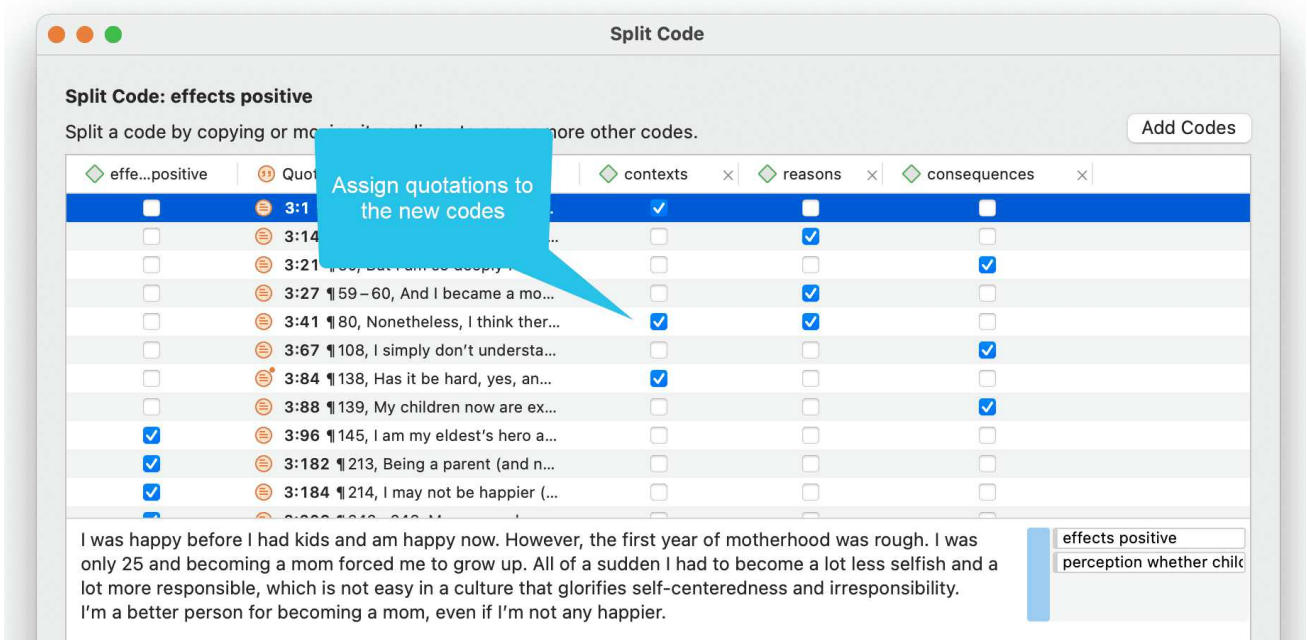 Split Code
Split Code: effects positive
Split a code by copying or more other codes.
Add Codes
effe...positive Quot contexts × reasons × consequences ×
Assign quotations to
the new codes
3:1
3:14 ...
3:21
3:27 ¶ 59 – 60, And I became a mo...
3:41 ¶ 80, Nonetheless, I think ther...
3:67 ¶ 108, I simply don't understa...
3:84 ¶ 138, Has it be hard, yes, an...
3:88 ¶ 139, My children now are ex...
3:96 ¶ 145, I am my eldest's hero a...
3:182 ¶ 213, Being a parent (and n...
3:184 ¶ 214, I may not be happier (...
I was happy before I had kids and am happy now. However, the first year of motherhood was rough. I was
only 25 and becoming a mom forced me to grow up. All of a sudden I had to become a lot less selfish and a
lot more responsible, which is not easy in a culture that glorifies self-centeredness and irresponsibility.
I'm a better person for becoming a mom, even if I'm not any happier.
effects positive
perception whether child